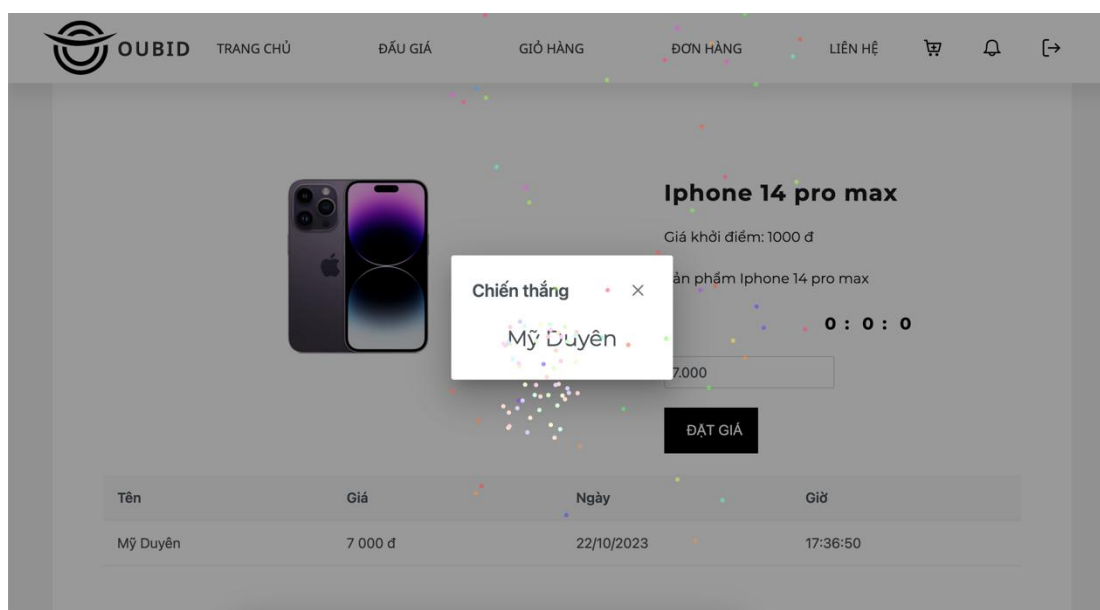 OUBID TRANG CHỦ ĐẤU GIÁ GIỎ HÀNG ĐƠN HÀNG LIÊN HỆ
Iphone 14 pro max
Giá khởi điểm: 1000 đ
Chiến thắng
phẩm Iphone 14 pro max
Mỹ Duyên
0 : 0 : 0
7.000
ĐẶT GIÁ
Tên Giá Ngày Giờ
Mỹ Duyên 7 000 đ 22/10/2023 17:36:50